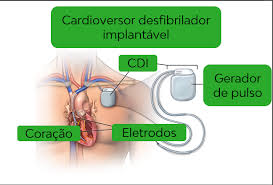 Cardioversor desfibrilador
implantável
CDI
Gerador
de pulso
Coração
Eletrodos